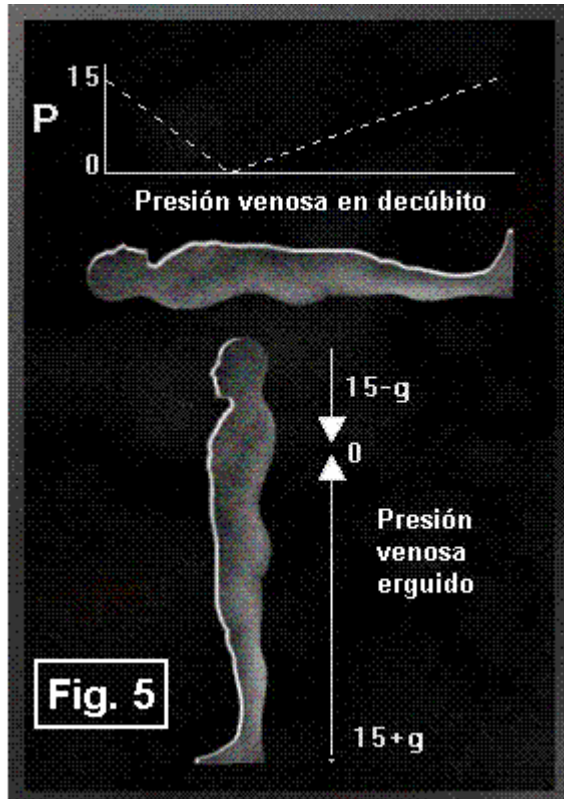 15
P
0
Presión venosa en decúbito
15-g
0
Presión
venosa
erguido
Fig. 5
15+g